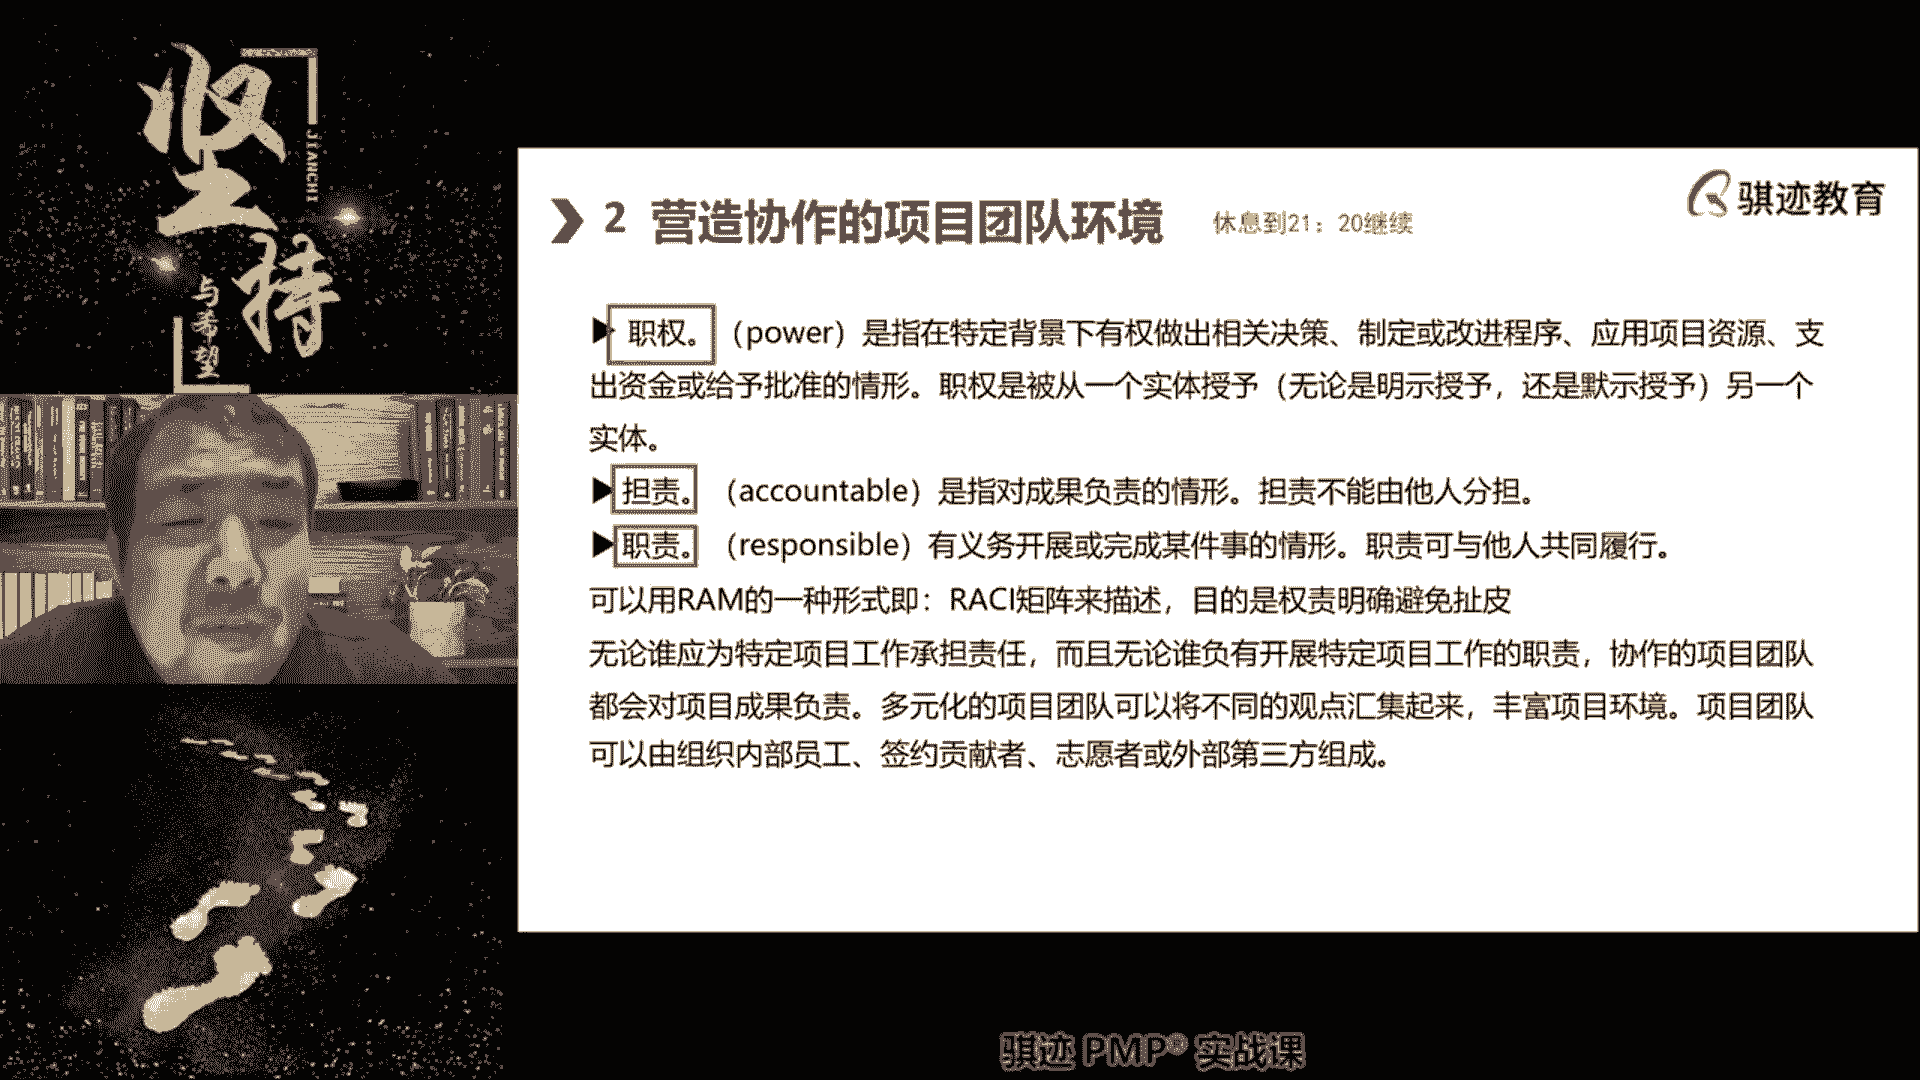 坚持
JIANCHI
与希望
2 营造协作的项目团队环境
休息到21：20继续
骐迹教育
职权。（power）是指在特定背景下有权做出相关决策、制定或改进程序、应用项目资源、支
出资金或给予批准的情形。职权是被从一个实体授予（无论是明示授予，还是默示授予）另一个
实体。
担责。（accountable）是指对成果负责的情形。担责不能由他人分担。
职责。（responsible）有义务开展或完成某件事的情形。职责可与他人共同履行。
可以用RAM的一种形式即：RACI矩阵来描述，目的是权责明确避免扯皮
无论谁应为特定项目工作承担责任，而且无论谁负有开展特定项目工作的职责，协作的项目团队
都会对项目成果负责。多元化的项目团队可以将不同的观点汇集起来，丰富项目环境。项目团队
可以由组织内部员工、签约贡献者、志愿者或外部第三方组成。
骐迹 PMP® 实战课